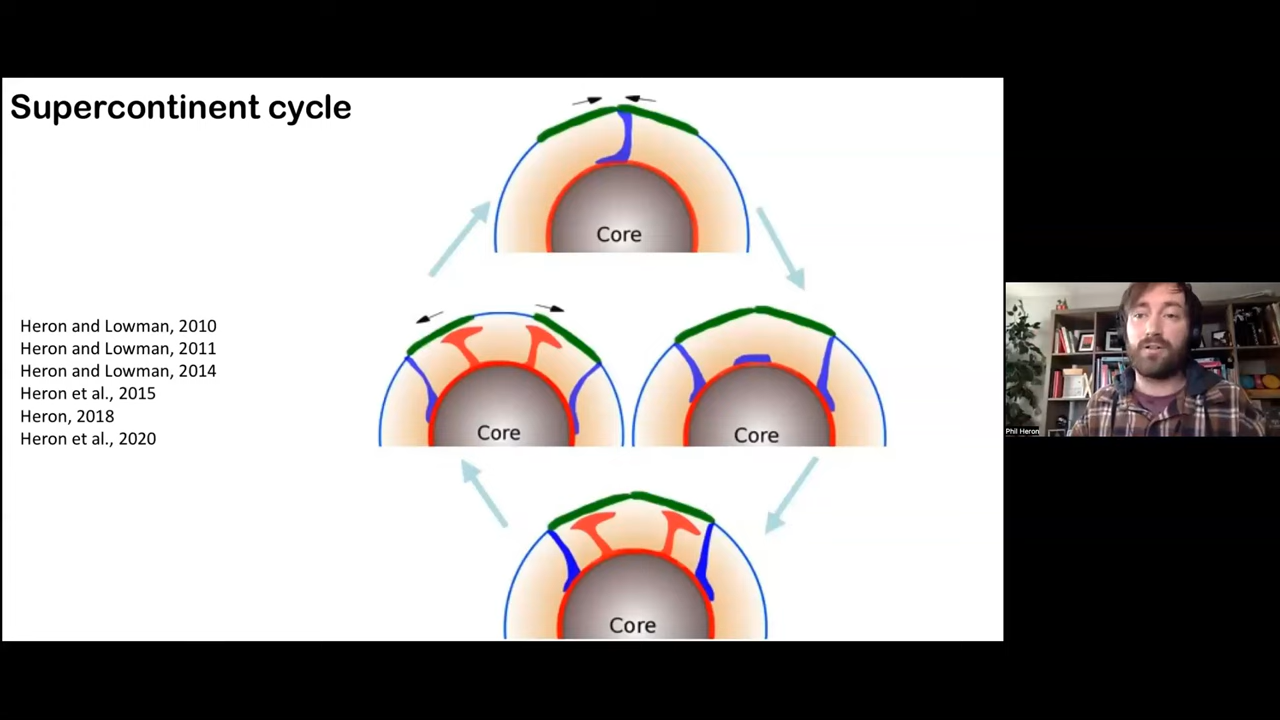 Supercontinent cycle
Core
Heron and Lowman, 2010
Heron and Lowman, 2011
Heron and Lowman, 2014
Heron et al., 2015
Heron, 2018
Heron et al., 2020
Core
Core
Core
Phil Heron